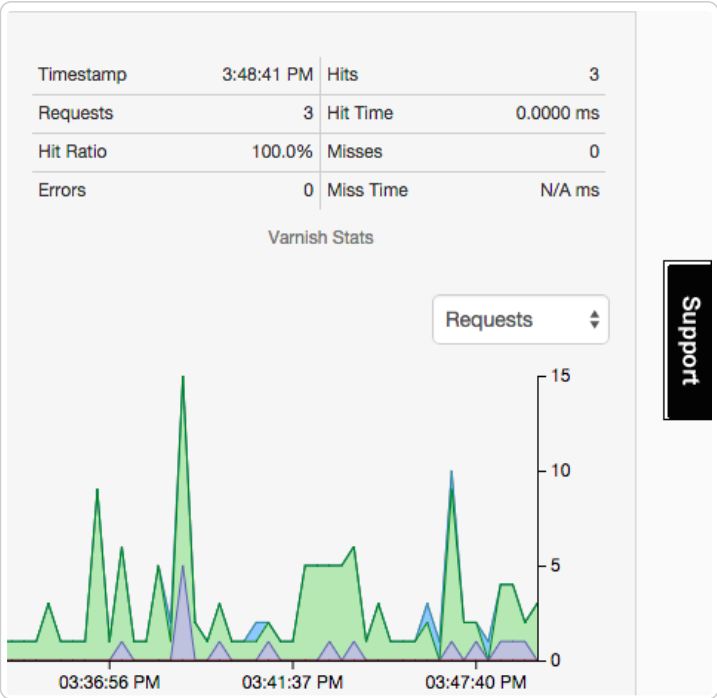 Timestamp 3:48:41 PM Hits 3
Requests 3 Hit Time 0.0000 ms
Hit Ratio 100.0% Misses 0
Errors 0 Miss Time N/A ms
Varnish Stats
Requests
Support
15
10
5
0
03:36:56 PM 03:41:37 PM 03:47:40 PM